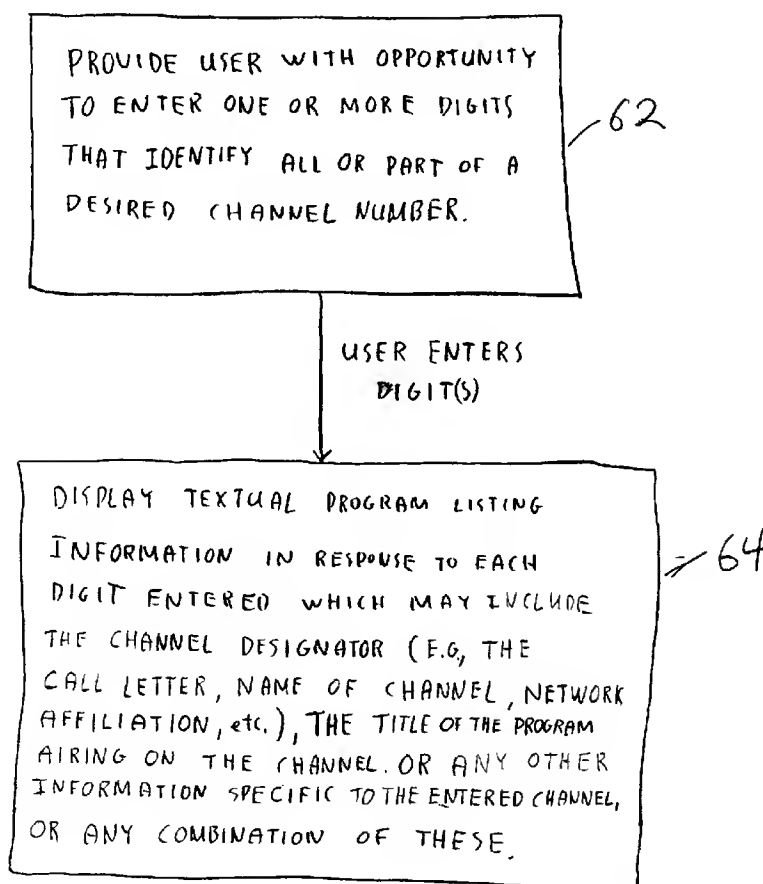 PROVIDE USER WITH OPPORTUNITY
TO ENTER ONE OR MORE DIGITS
THAT IDENTIFY ALL OR PART OF A
DESIRED CHANNEL NUMBER.
62
USER ENTERS
DIGIT(S)
DISPLAY TEXTUAL PROGRAM LISTING
INFORMATION IN RESPONSE TO EACH
DIGIT ENTERED WHICH MAY INCLUDE
THE CHANNEL DESIGNATOR (E.G., THE
CALL LETTER, NAME OF CHANNEL, NETWORK
AFFILIATION, etc.), THE TITLE OF THE PROGRAM
AIRING ON THE CHANNEL. OR ANY OTHER
INFORMATION SPECIFIC TO THE ENTERED CHANNEL,
OR ANY COMBINATION OF THESE.
64